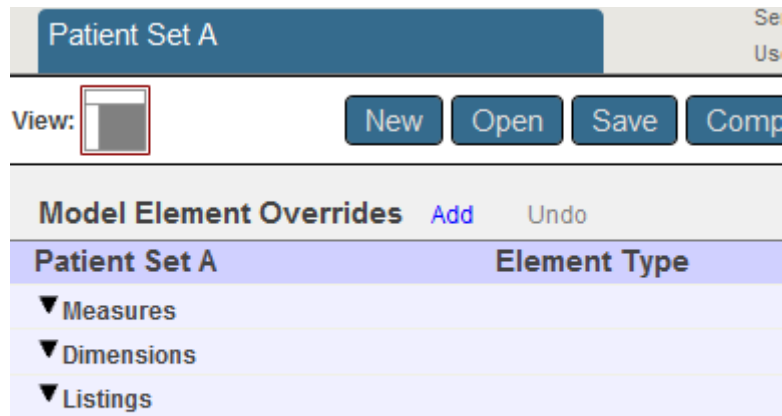 Patient Set A
View:
New Open Save
Model Element Overrides Add Undo
Patient Set A Element Type
Measures
Dimensions
Listings